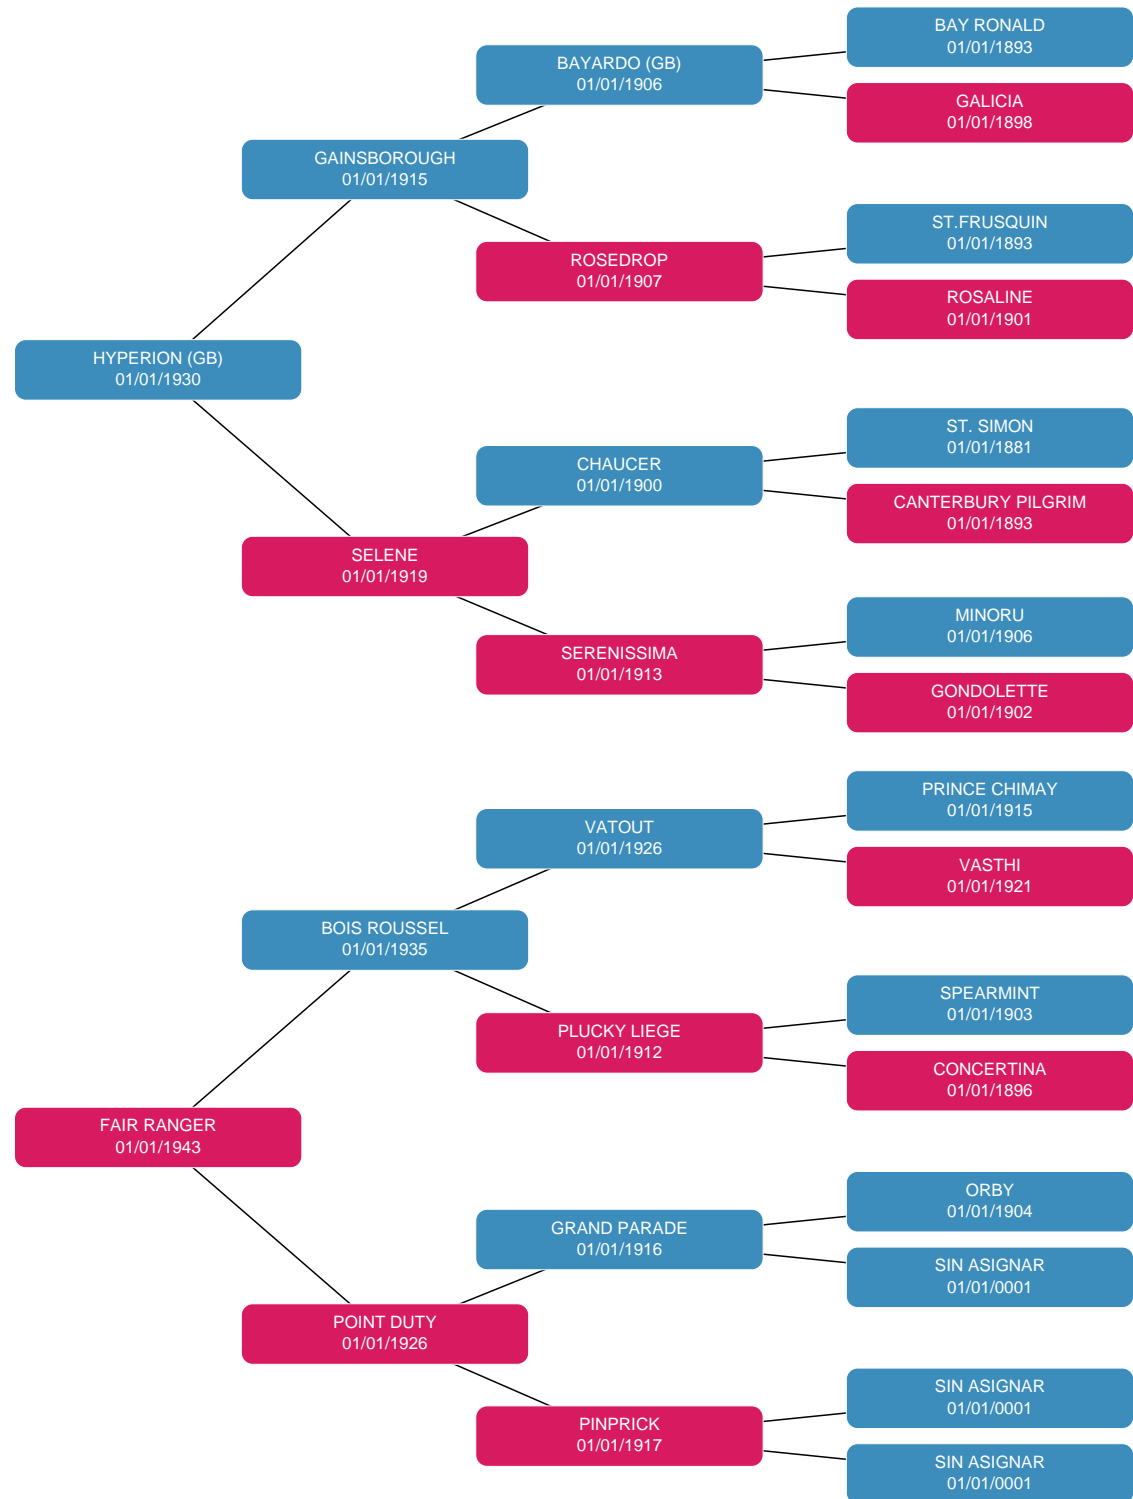 BAY RONALD
01/01/1893
BAYARDO (GB)
01/01/1906
GALICIA
01/01/1898
GAINSBOROUGH
01/01/1915
ST.FRUSQUIN
01/01/1893
ROSEDROP
01/01/1907
ROSALINE
01/01/1901
HYPERION (GB)
01/01/1930
ST. SIMON
01/01/1881
CHAUCER
01/01/1900
CANTERBURY PILGRIM
01/01/1893
SELENE
01/01/1919
MINORU
01/01/1906
SERENISSIMA
01/01/1913
GONDOLETTE
01/01/1902
PRINCE CHIMAY
01/01/1915
VATOUT
01/01/1926
VASTHI
01/01/1921
BOIS ROUSSEL
01/01/1935
SPEARMINT
01/01/1903
PLUCKY LIEGE
01/01/1912
CONCERTINA
01/01/1896
FAIR RANGER
01/01/1943
ORBY
01/01/1904
GRAND PARADE
01/01/1916
SIN ASIGNAR
01/01/0001
POINT DUTY
01/01/1926
SIN ASIGNAR
01/01/0001
PINPRICK
01/01/1917
SIN ASIGNAR
01/01/0001